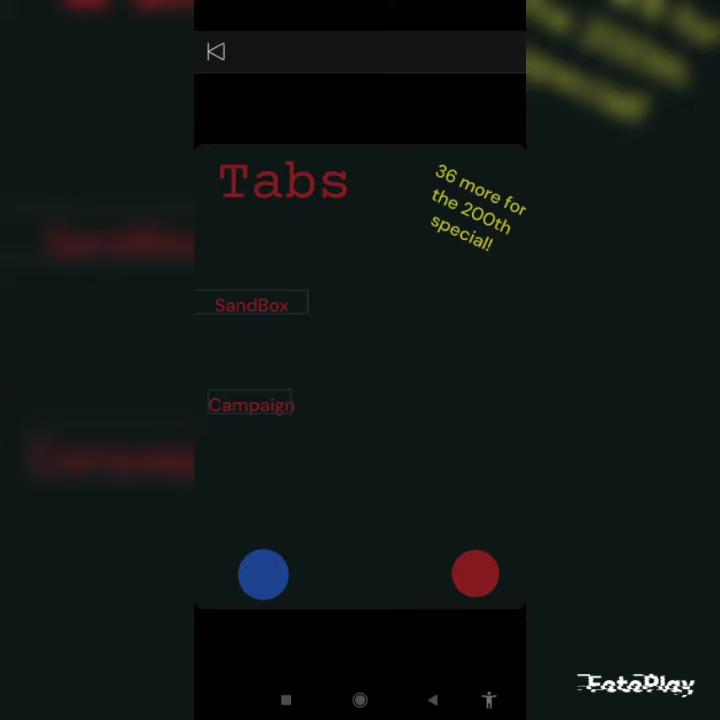 Tabs
36 more for
the 200th
special!
SandBox
Campaign
FotoPlay